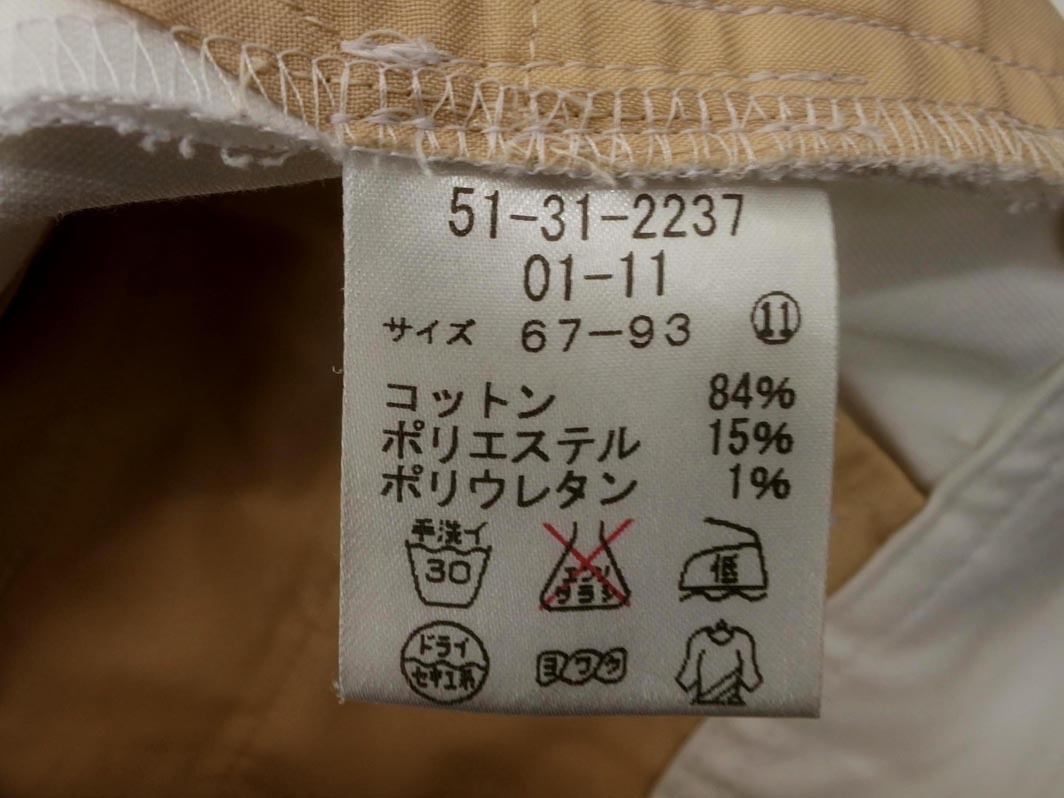 51-31-2237
01-11
サイズ 67-93 ⑪
コットン 84%
ポリエステル 15%
ポリウレタン 1%
手洗イ
30
エンソ
サラシ
低
ドライ
セキユ系
ヨワク